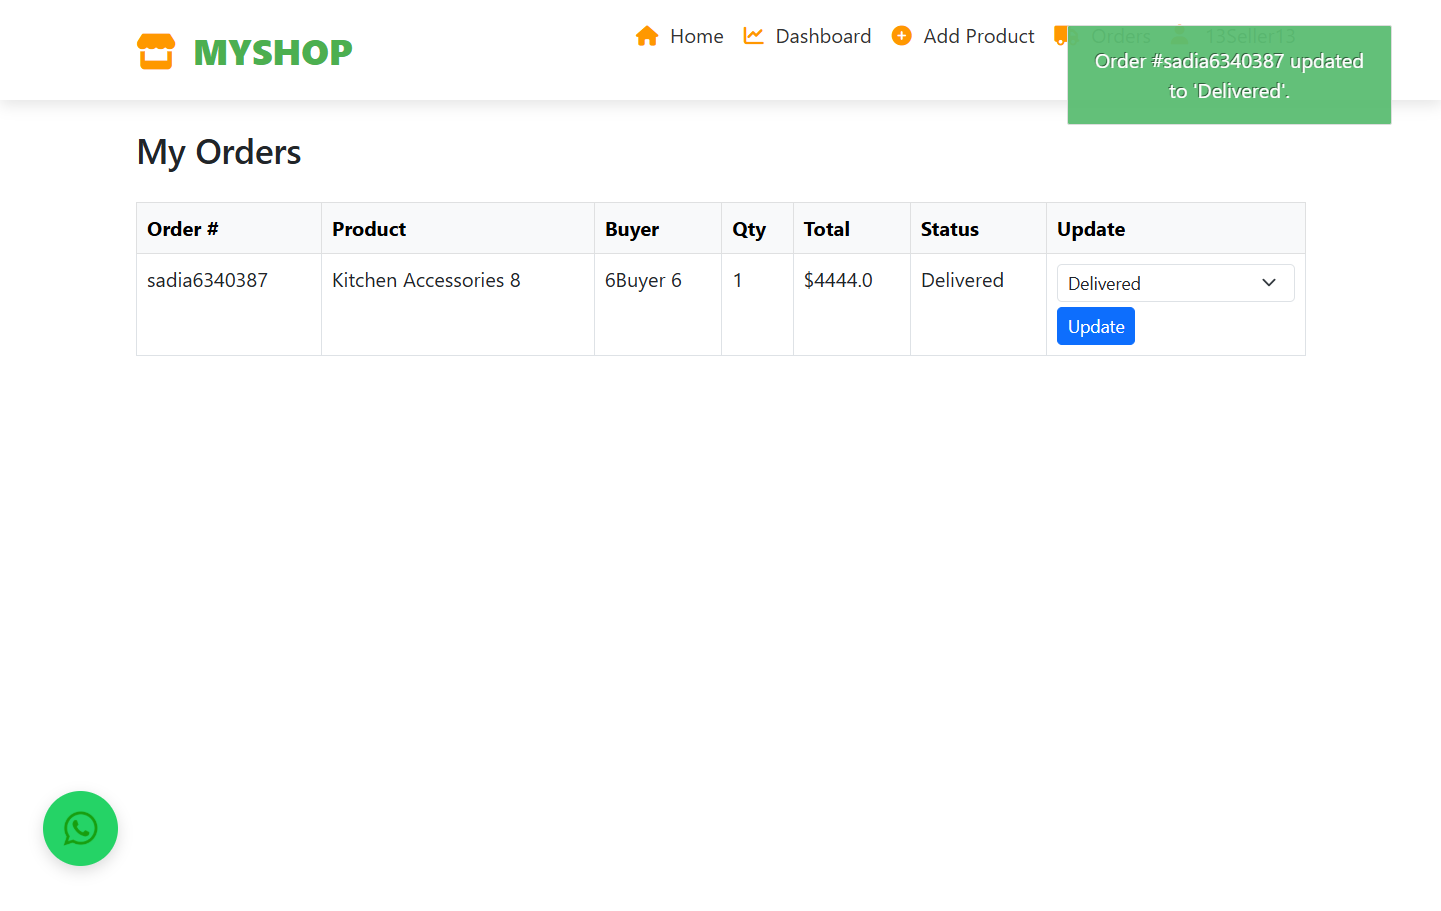 MYSHOP
Home Dashboard Add Product Orders 13Seller13
Order #sadia6340387 updated
to 'Delivered'.
My Orders
Order # Product Buyer Qty Total Status Update
sadia6340387 Kitchen Accessories 8 6Buyer 6 1 $4444.0 Delivered Delivered
Update